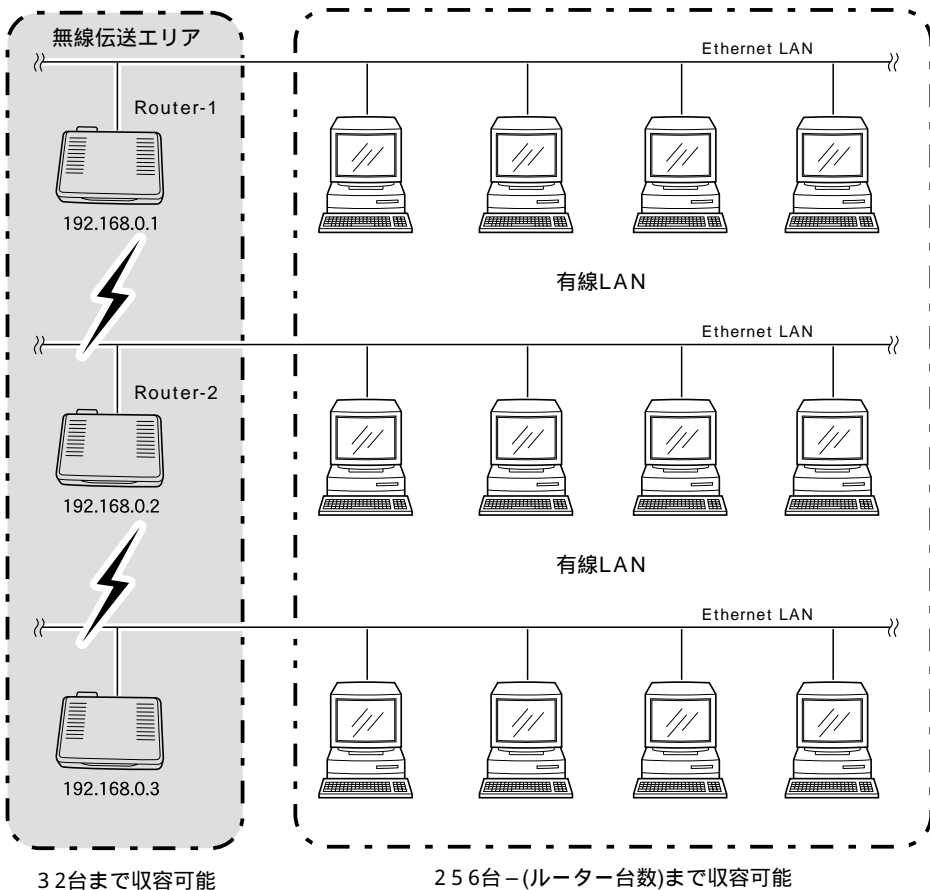 無線伝送エリア
Ethernet LAN
Router-1
192.168.0.1
有線LAN
Ethernet LAN
Router-2
192.168.0.2
有線LAN
Ethernet LAN
192.168.0.3
32台まで収容可能
256台–(ルーター台数)まで収容可能